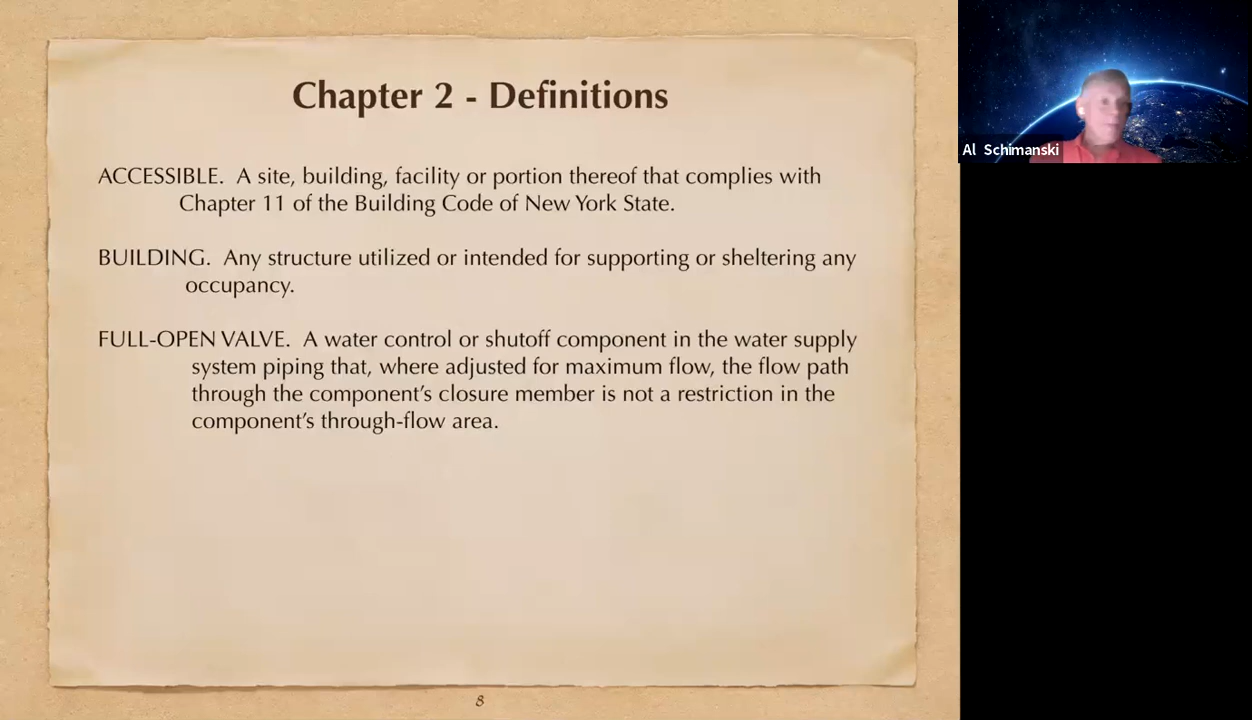 Chapter 2 - Definitions
ACCESSIBLE. A site, building, facility or portion thereof that complies with
Chapter 11 of the Building Code of New York State.
BUILDING. Any structure utilized or intended for supporting or sheltering any
occupancy.
FULL-OPEN VALVE. A water control or shutoff component in the water supply
system piping that, where adjusted for maximum flow, the flow path
through the component’s closure member is not a restriction in the
component’s through-flow area.
8
Al Schimanski